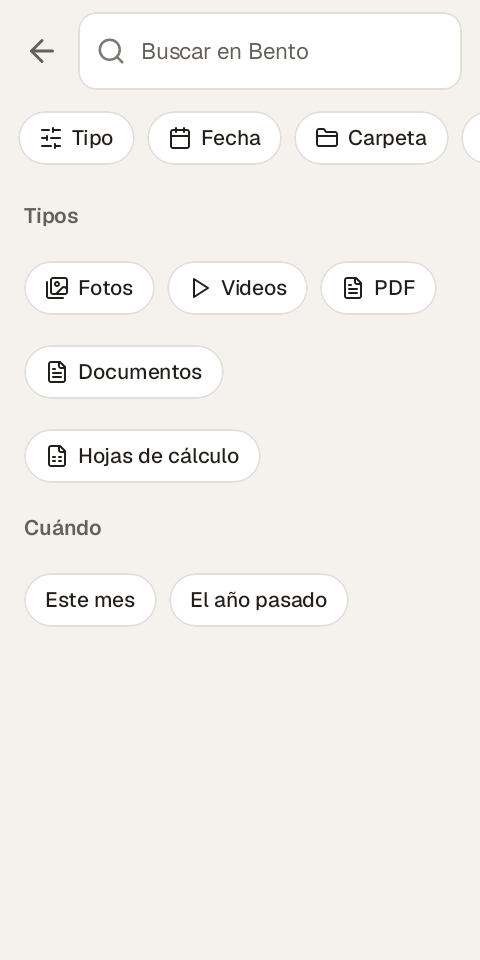 Buscar en Bento
Tipo Fecha Carpeta
Tipos
Fotos Videos PDF
Documentos
Hojas de cálculo
Cuándo
Este mes El año pasado